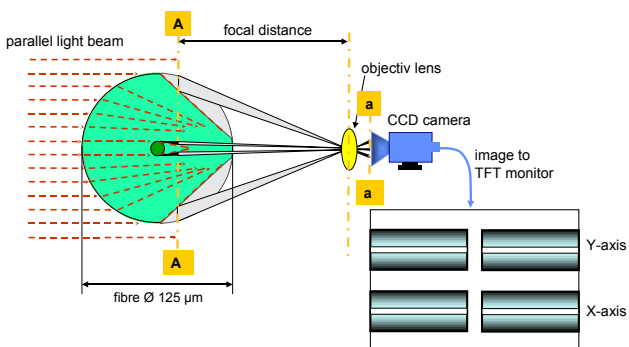 A
focal distance
parallel light beam
objectiv lens
a
CCD camera
image to
TFT monitor
a
A
Y-axis
fibre Ø 125 µm
X-axis